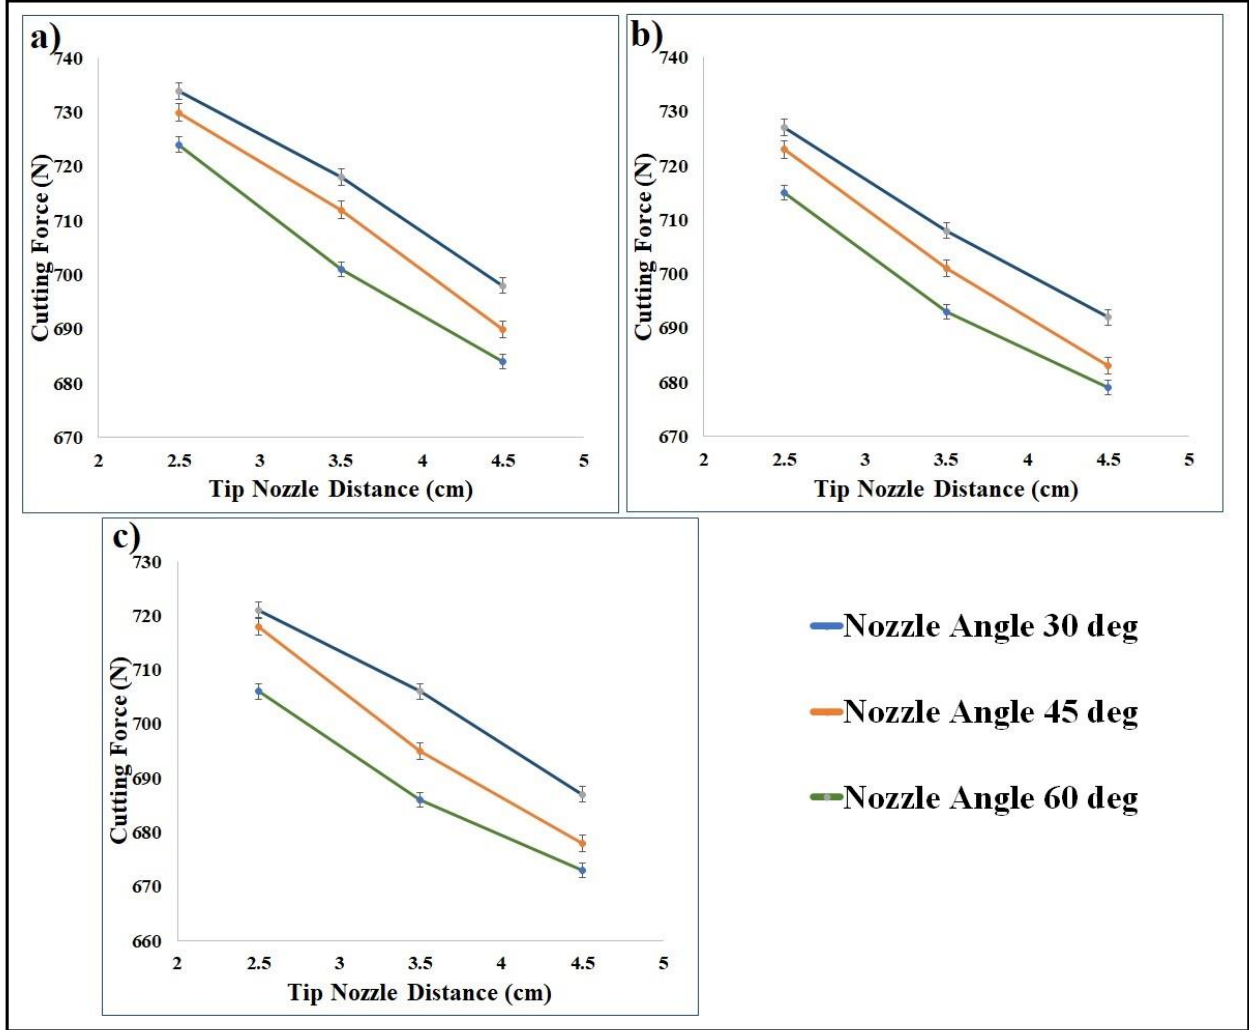 a)
740
730
720
710
700
690
680
670
Cutting Force (N)
2 2.5 3 3.5 4 4.5 5
Tip Nozzle Distance (cm)
b)
740
730
720
710
700
690
680
670
Cutting Force (N)
2 2.5 3 3.5 4 4.5 5
Tip Nozzle Distance (cm)
c)
730
720
710
700
690
680
670
660
Cutting Force (N)
2 2.5 3 3.5 4 4.5 5
Tip Nozzle Distance (cm)
Nozzle Angle 30 deg
Nozzle Angle 45 deg
Nozzle Angle 60 deg